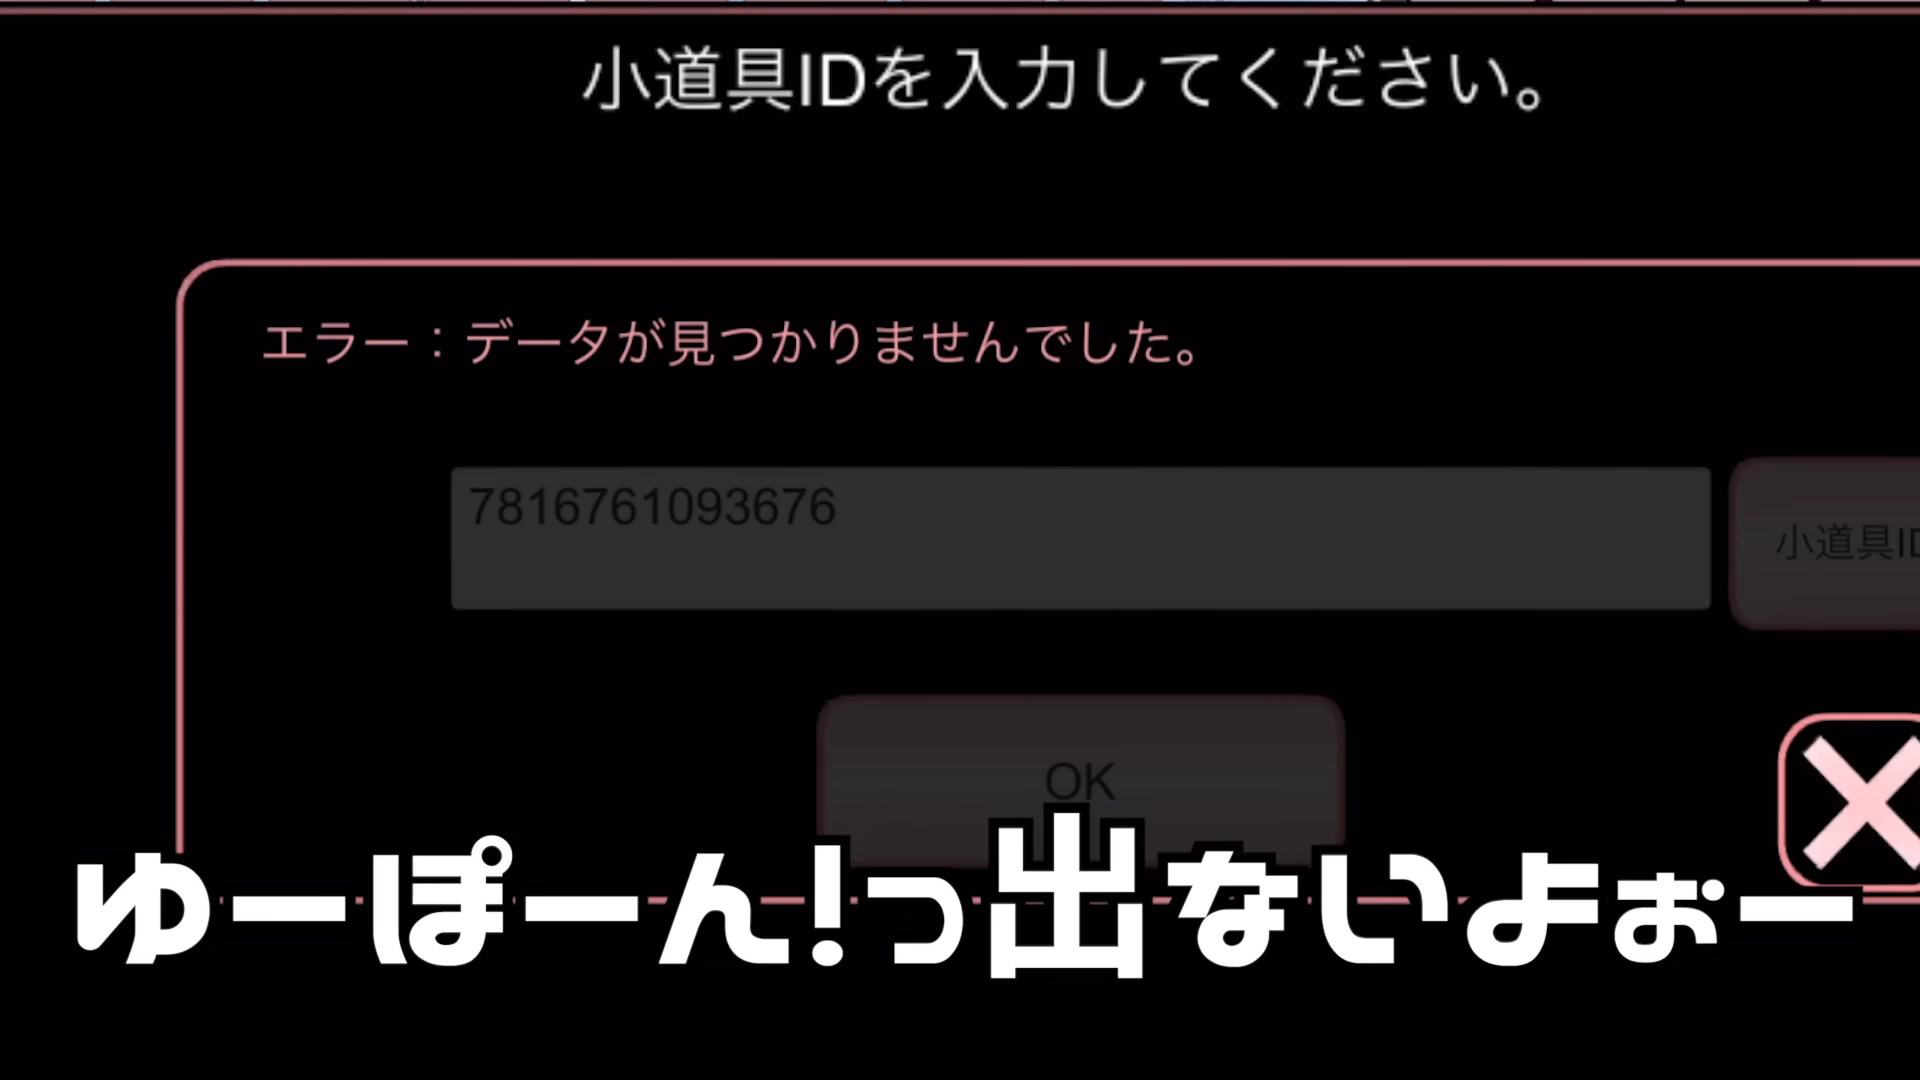 小道具IDを入力してください。
エラー：データが見つかりませんでした。
7816761093676
小道具ID
OK
ゆーぽーん!っ出ないよぉー